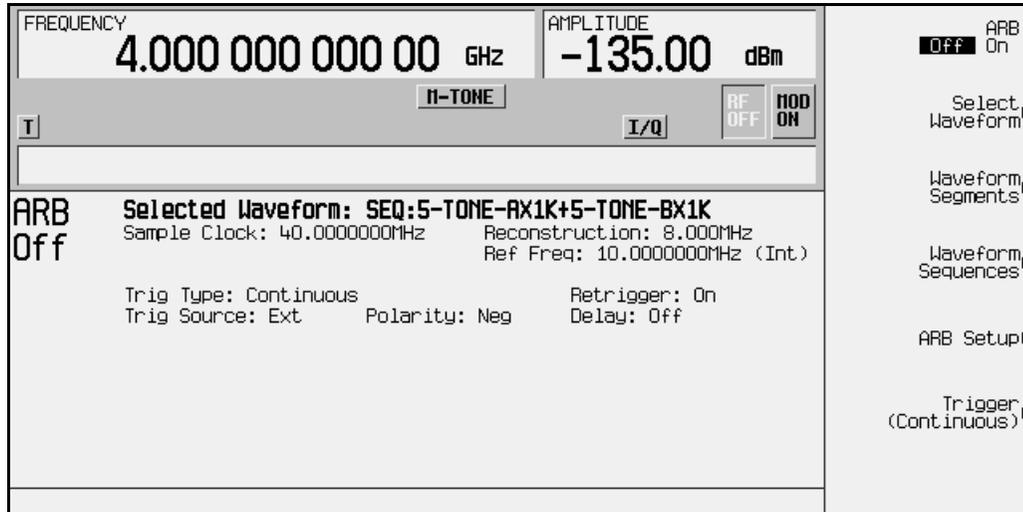 FREQUENCY
4.000 000 000 00 GHz
AMPLITUDE
-135.00 dBm
M-TONE
T
I/Q
RF OFF
MOD ON
ARB Off
Selected Waveform: SEQ:5-TONE-AX1K+5-TONE-BX1K
Sample Clock: 40.0000000MHz Reconstruction: 8.000MHz
Ref Freq: 10.0000000MHz (Int)
Trig Type: Continuous Retrigger: On
Trig Source: Ext Polarity: Neg Delay: Off
ARB
Off On
Select
Waveform
Waveform
Segments
Waveform
Sequences
ARB Setup
Trigger
(Continuous)